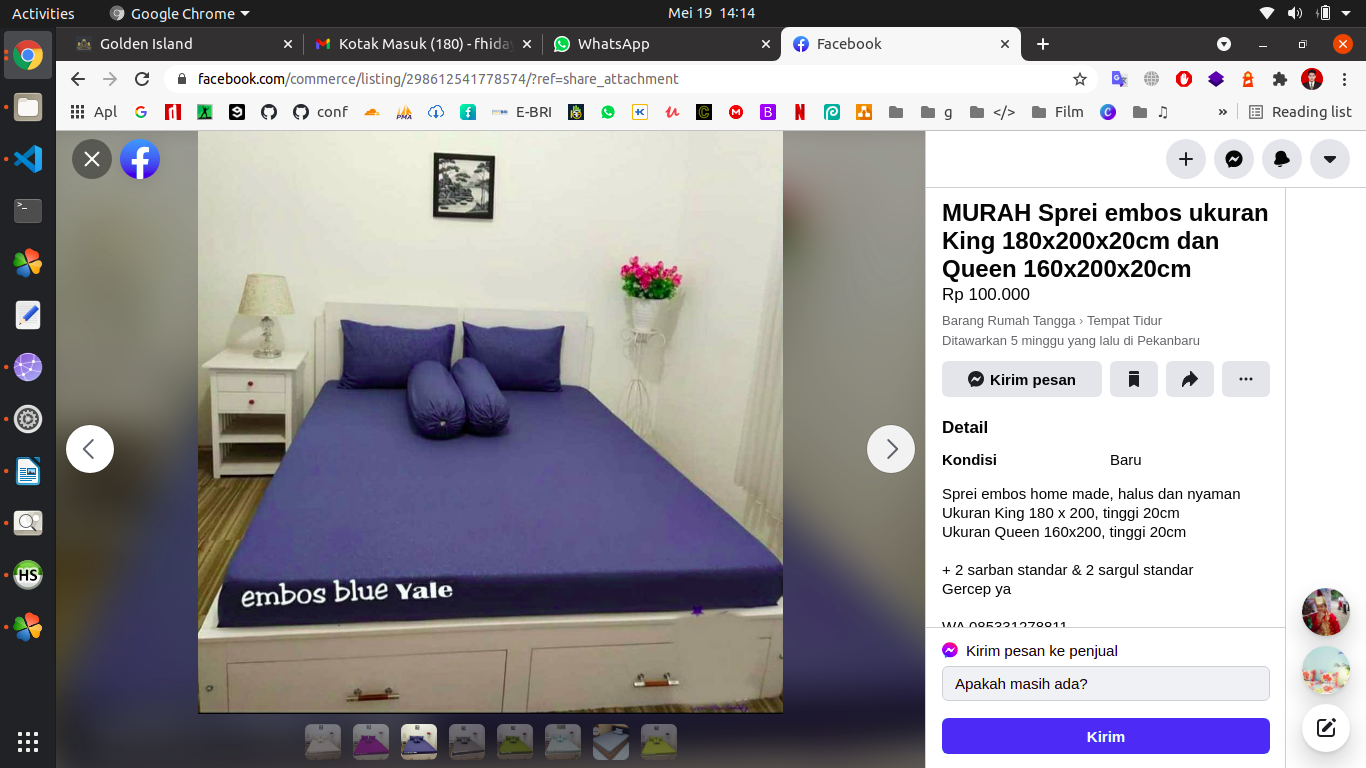 Activities
Google Chrome
Mei 19 14:14
Golden Island
Kotak Masuk (180) - fhiday
WhatsApp
Facebook
facebook.com/commerce/listing/298612541778574/?ref=share_attachment
Apl
conf
E-BRI
g
</>
Film
»
Reading list
MURAH Sprei embos ukuran
King 180x200x20cm dan
Queen 160x200x20cm
Rp 100.000
Barang Rumah Tangga › Tempat Tidur
Ditawarkan 5 minggu yang lalu di Pekanbaru
Kirim pesan
Detail
Kondisi Baru
Sprei embos home made, halus dan nyaman
Ukuran King 180 x 200, tinggi 20cm
Ukuran Queen 160x200, tinggi 20cm
+ 2 sarban standar & 2 sargul standar
Gercep ya
WA 085331278811
Kirim pesan ke penjual
Apakah masih ada?
Kirim
embos blue Yale
HS